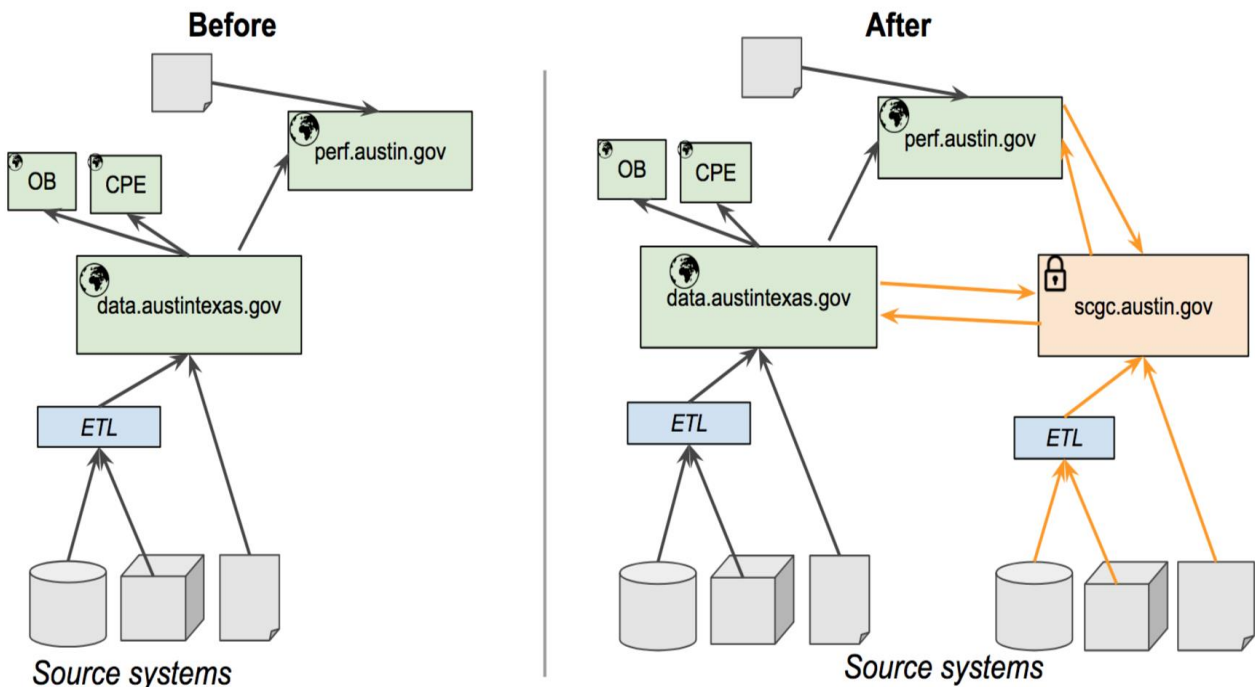 Before
perf.austin.gov
OB
CPE
data.austintexas.gov
ETL
Source systems
After
perf.austin.gov
OB
CPE
data.austintexas.gov
scgc.austin.gov
ETL
ETL
Source systems